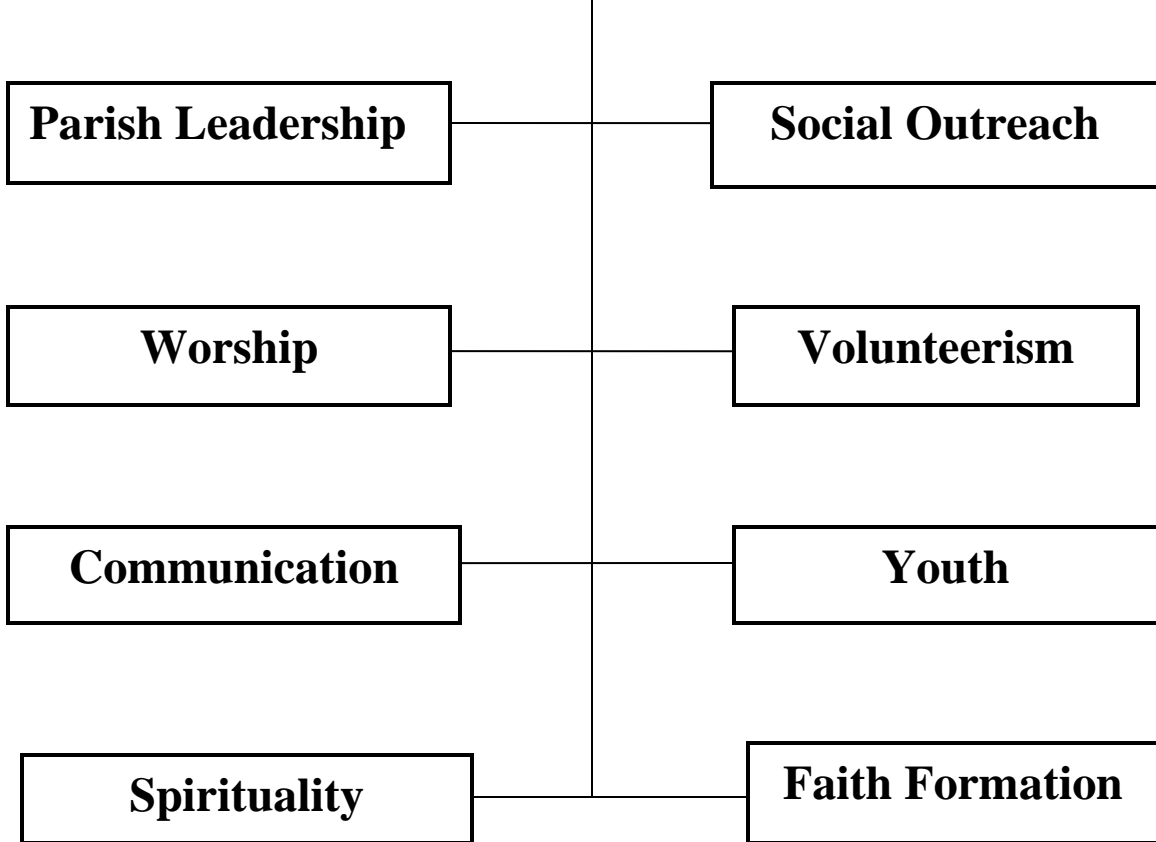 Parish Leadership
Social Outreach
Worship
Volunteerism
Communication
Youth
Spirituality
Faith Formation